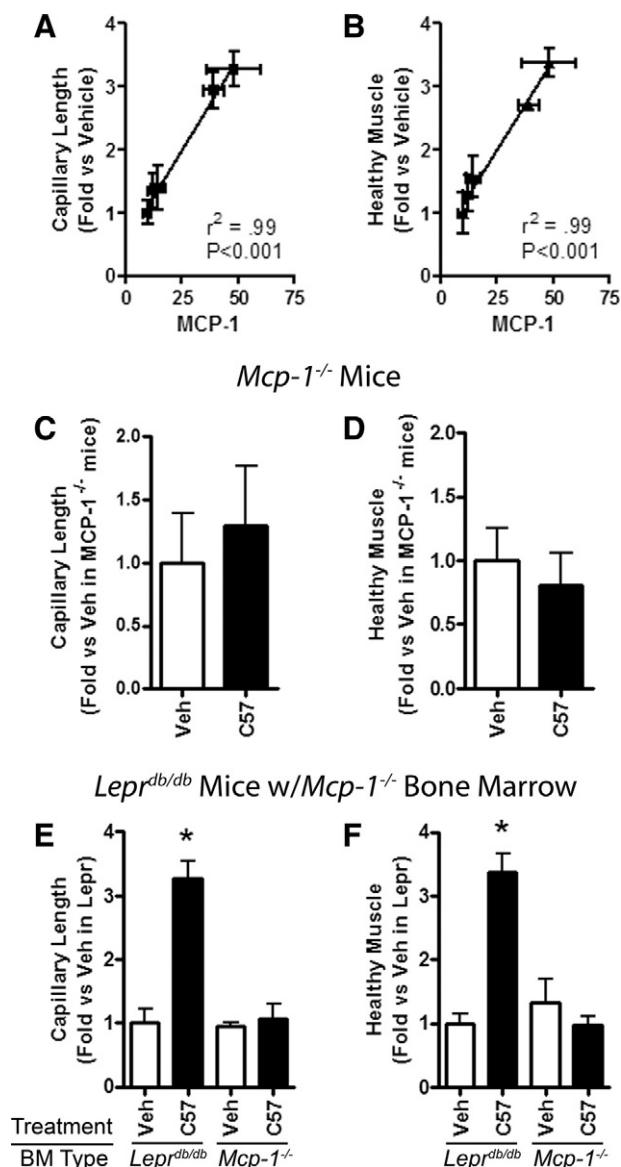 A
Capillary Length
(Fold vs Vehicle)
4
3
2
1
0
r² = .99
P<0.001
0 25 50 75
MCP-1
B
Healthy Muscle
(Fold vs Vehicle)
4
3
2
1
0
r² = .99
P<0.001
0 25 50 75
MCP-1
Mcp-1-/- Mice
C
Capillary Length
(Fold vs Veh in MCP-1-/- mice)
2.0
1.5
1.0
0.5
0.0
Veh C57
D
Healthy Muscle
(Fold vs Veh in MCP-1-/- mice)
2.0
1.5
1.0
0.5
0.0
Veh C57
Leprdb/db Mice w/Mcp-1-/- Bone Marrow
E
Capillary Length
(Fold vs Veh in Lepr)
4
3
2
1
0
*
F
Healthy Muscle
(Fold vs Veh in Lepr)
4
3
2
1
0
*
Treatment Veh C57 Veh C57 Veh C57 Veh C57
BM Type Leprdb/db Mcp-1-/- Leprdb/db Mcp-1-/-